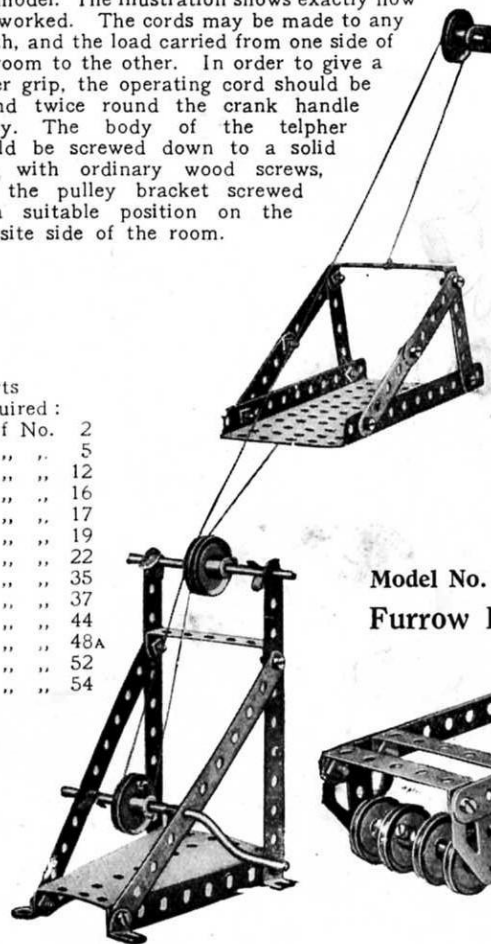 model. The illustration shows exactly how
worked. The cords may be made to any
h, and the load carried from one side of
room to the other. In order to give a
er grip, the operating cord should be
nd twice round the crank handle
y. The body of the telpher
ld be screwed down to a solid
with ordinary wood screws,
the pulley bracket screwed
suitable position on the
site side of the room.
rts
uired :
f No. 2
,, ,, 5
,, ,, 12
,, ,, 16
,, ,, 17
,, ,, 19
,, ,, 22
,, ,, 35
,, ,, 37
,, ,, 44
,, ,, 48A
,, ,, 52
,, ,, 54
Model No.
Furrow